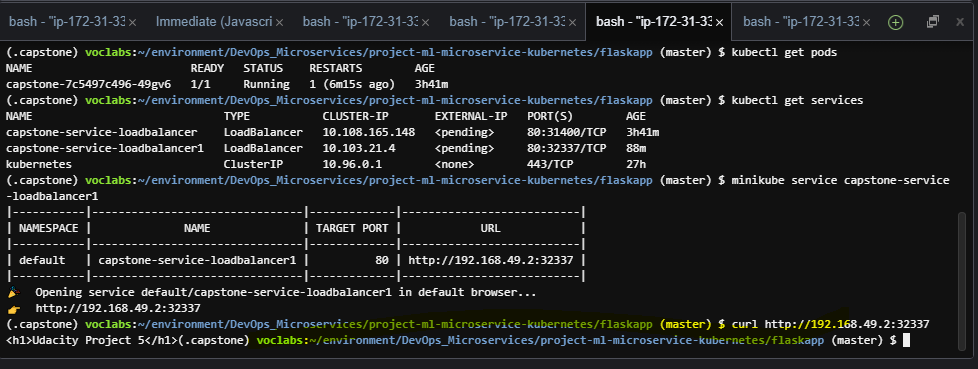 bash - "ip-172-31-33 × Immediate (Javascri × bash - "ip-172-31-33 × bash - "ip-172-31-33 × bash - "ip-172-31-33 × bash - "ip-172-31-33 ×
(.capstone) voclabs:~/environment/DevOps_Microservices/project-ml-microservice-kubernetes/flaskapp (master) $ kubectl get pods
NAME READY STATUS RESTARTS AGE
capstone-7c5497c496-49gv6 1/1 Running 1 (6m15s ago) 3h41m
(.capstone) voclabs:~/environment/DevOps_Microservices/project-ml-microservice-kubernetes/flaskapp (master) $ kubectl get services
NAME TYPE CLUSTER-IP EXTERNAL-IP PORT(S) AGE
capstone-service-loadbalancer LoadBalancer 10.108.165.148 <pending> 80:31400/TCP 3h41m
capstone-service-loadbalancer1 LoadBalancer 10.103.21.4 <pending> 80:32337/TCP 88m
kubernetes ClusterIP 10.96.0.1 <none> 443/TCP 27h
(.capstone) voclabs:~/environment/DevOps_Microservices/project-ml-microservice-kubernetes/flaskapp (master) $ minikube service capstone-service
-loadbalancer1
|-----------|--------------------------------|-------------|---------------------------|
| NAMESPACE | NAME | TARGET PORT | URL |
|-----------|--------------------------------|-------------|---------------------------|
| default | capstone-service-loadbalancer1 | 80 | http://192.168.49.2:32337 |
|-----------|--------------------------------|-------------|---------------------------|
🎉 Opening service default/capstone-service-loadbalancer1 in default browser...
👉 http://192.168.49.2:32337
(.capstone) voclabs:~/environment/DevOps_Microservices/project-ml-microservice-kubernetes/flaskapp (master) $ curl http://192.168.49.2:32337
<h1>Udacity Project 5</h1>(.capstone) voclabs:~/environment/DevOps_Microservices/project-ml-microservice-kubernetes/flaskapp (master) $